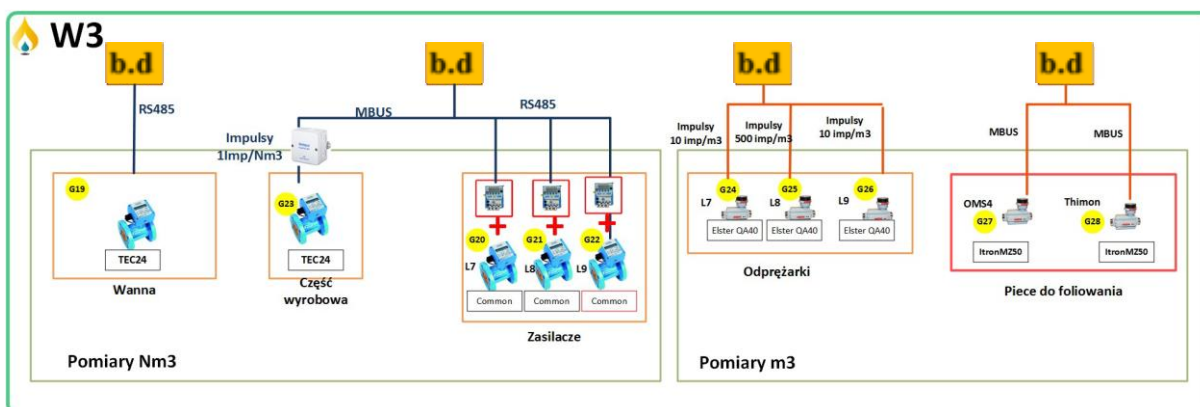 W3
b.d
b.d
b.d
b.d
RS485
MBUS
RS485
Impulsy
1Imp/Nm3
Impulsy
10 imp/m3
Impulsy
500 imp/m3
Impulsy
10 imp/m3
MBUS
MBUS
G19
TEC24
Wanna
G23
TEC24
Część
wyrobowa
G20
G21
G22
L7
L8
L9
Common
Common
Common
Zasilacze
Pomiary Nm3
G24
G25
G26
L7
L8
L9
Elster QA40
Elster QA40
Elster QA40
Odprężarki
OMS4
G27
Thimon
G28
ItronMZ50
ItronMZ50
Piece do foliowania
Pomiary m3